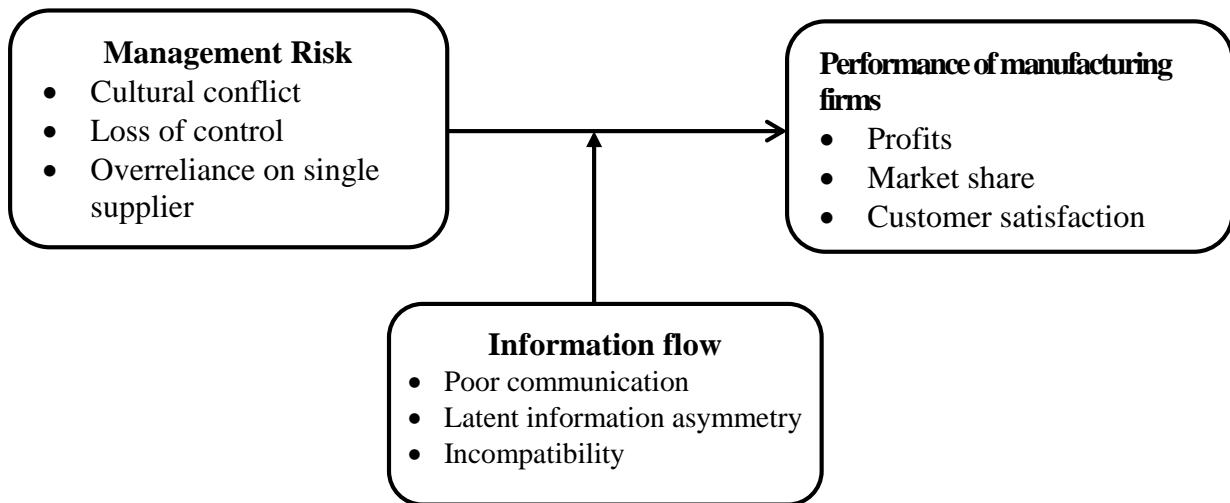 Management Risk
• Cultural conflict
• Loss of control
• Overreliance on single
supplier
Performance of manufacturing
firms
• Profits
• Market share
• Customer satisfaction
Information flow
• Poor communication
• Latent information asymmetry
• Incompatibility